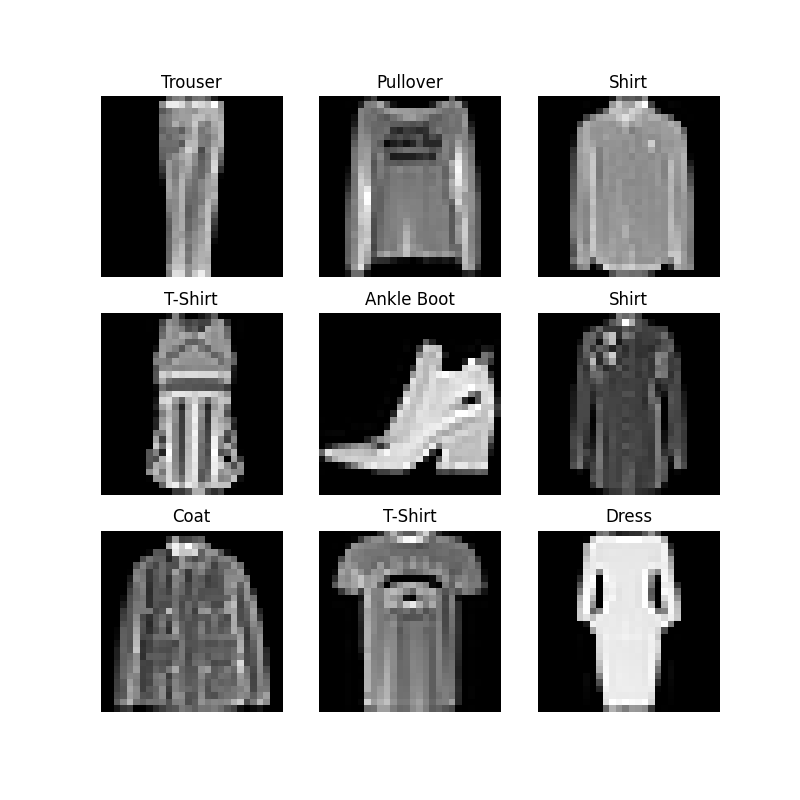 Trouser
Pullover
Shirt
T-Shirt
Ankle Boot
Shirt
Coat
T-Shirt
Dress